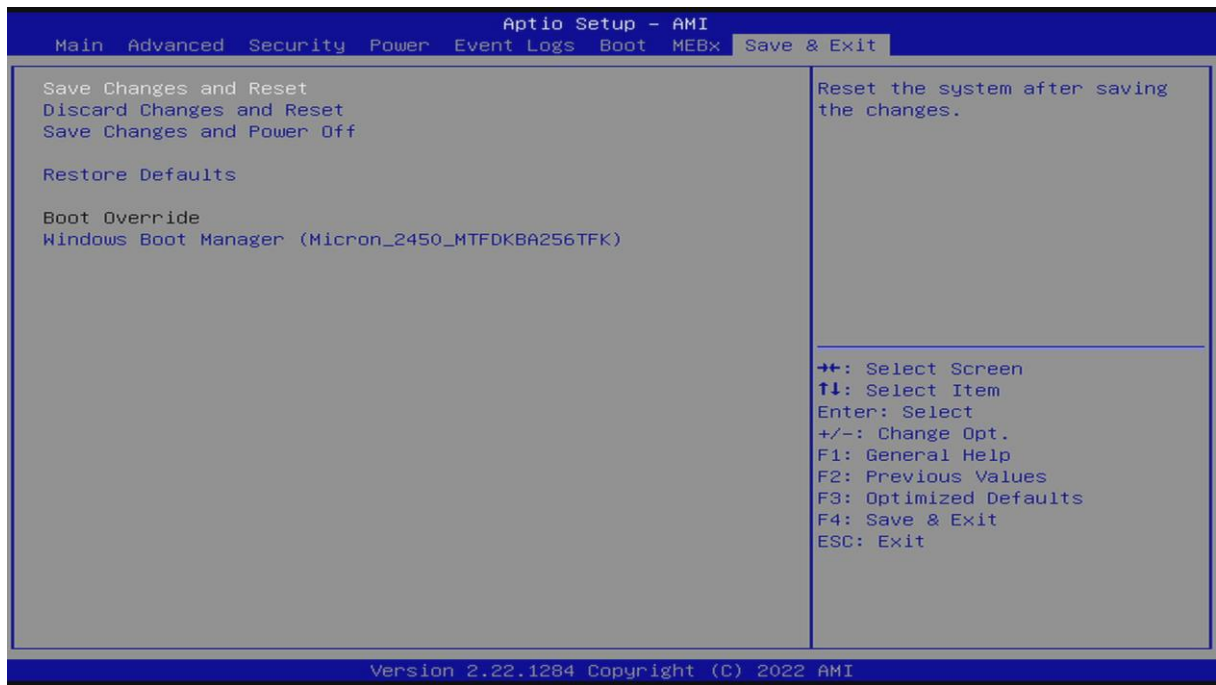 Aptio Setup – AMI
Main Advanced Security Power Event Logs Boot MEBx Save & Exit
Save Changes and Reset
Discard Changes and Reset
Save Changes and Power Off
Restore Defaults
Boot Override
Windows Boot Manager (Micron_2450_MTFDKBA256TFK)
Reset the system after saving
the changes.
→←: Select Screen
↑↓: Select Item
Enter: Select
+/-: Change Opt.
F1: General Help
F2: Previous Values
F3: Optimized Defaults
F4: Save & Exit
ESC: Exit
Version 2.22.1284 Copyright (C) 2022 AMI